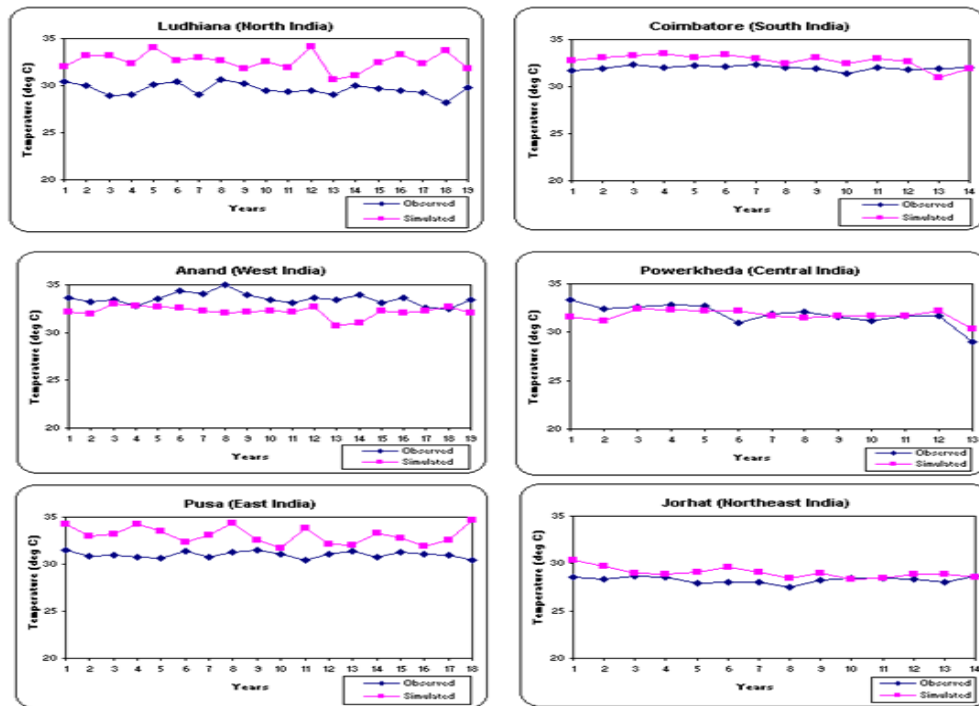 Ludhiana (North India)
35
30
25
20
Temperature (deg C)
1 2 3 4 5 6 7 8 9 10 11 12 13 14 15 16 17 18 19
Years
Observed
Simulated
Coimbatore (South India)
35
30
25
20
Temperature (deg C)
1 2 3 4 5 6 7 8 9 10 11 12 13 14
Years
Observed
Simulated
Anand (West India)
35
30
25
20
Temperature (deg C)
1 2 3 4 5 6 7 8 9 10 11 12 13 14 15 16 17 18 19
Years
Observed
Simulated
Powerkheda (Central India)
35
30
25
20
Temperature (deg C)
1 2 3 4 5 6 7 8 9 10 11 12 13
Years
Observed
Simulated
Pusa (East India)
35
30
25
20
Temperature (deg C)
1 2 3 4 5 6 7 8 9 10 11 12 13 14 15 16 17 18
Years
Observed
Simulated
Jorhat (Northeast India)
35
30
25
20
Temperature (deg C)
1 2 3 4 5 6 7 8 9 10 11 12 13 14
Years
Observed
Simulated